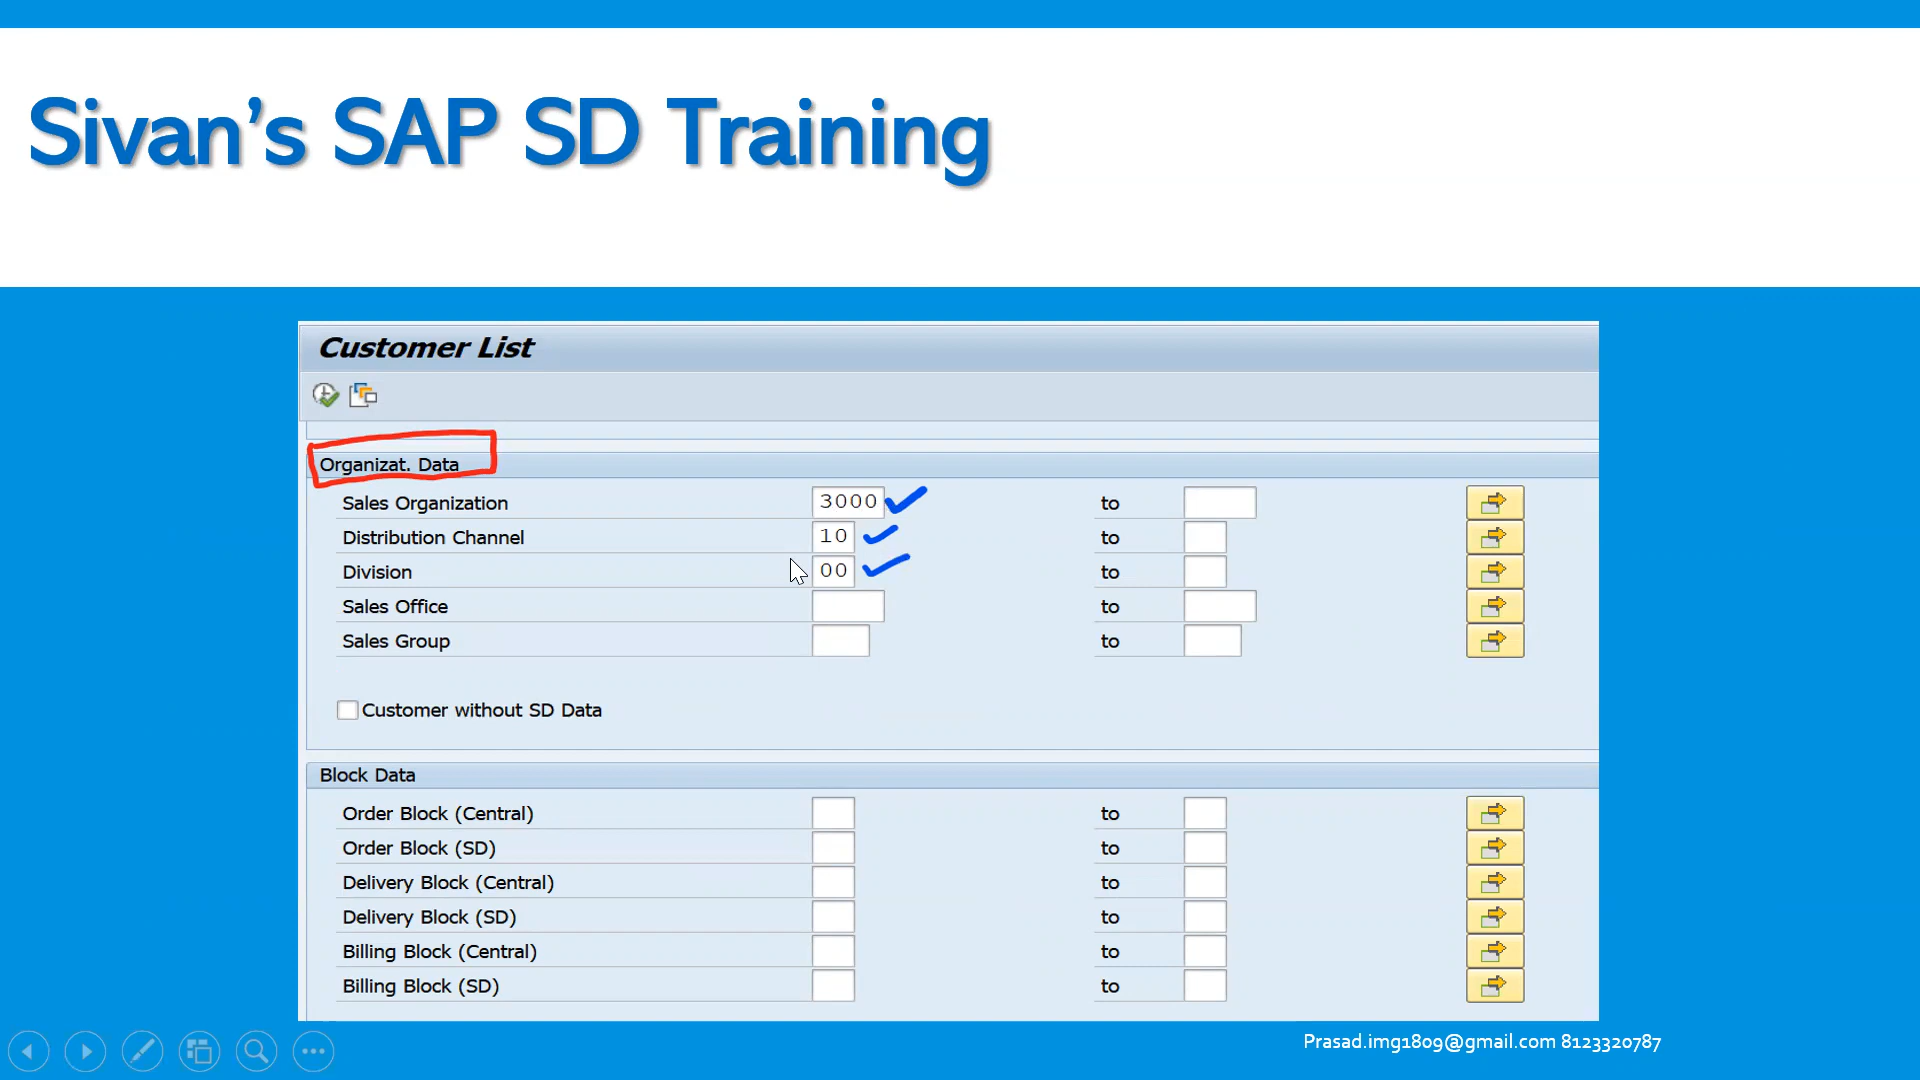 Sivan's SAP SD Training
Customer List
Organizat. Data
Sales Organization 3000 to
Distribution Channel 10 to
Division 00 to
Sales Office to
Sales Group to
Customer without SD Data
Block Data
Order Block (Central) to
Order Block (SD) to
Delivery Block (Central) to
Delivery Block (SD) to
Billing Block (Central) to
Billing Block (SD) to
Prasad.img1809@gmail.com 8123320787